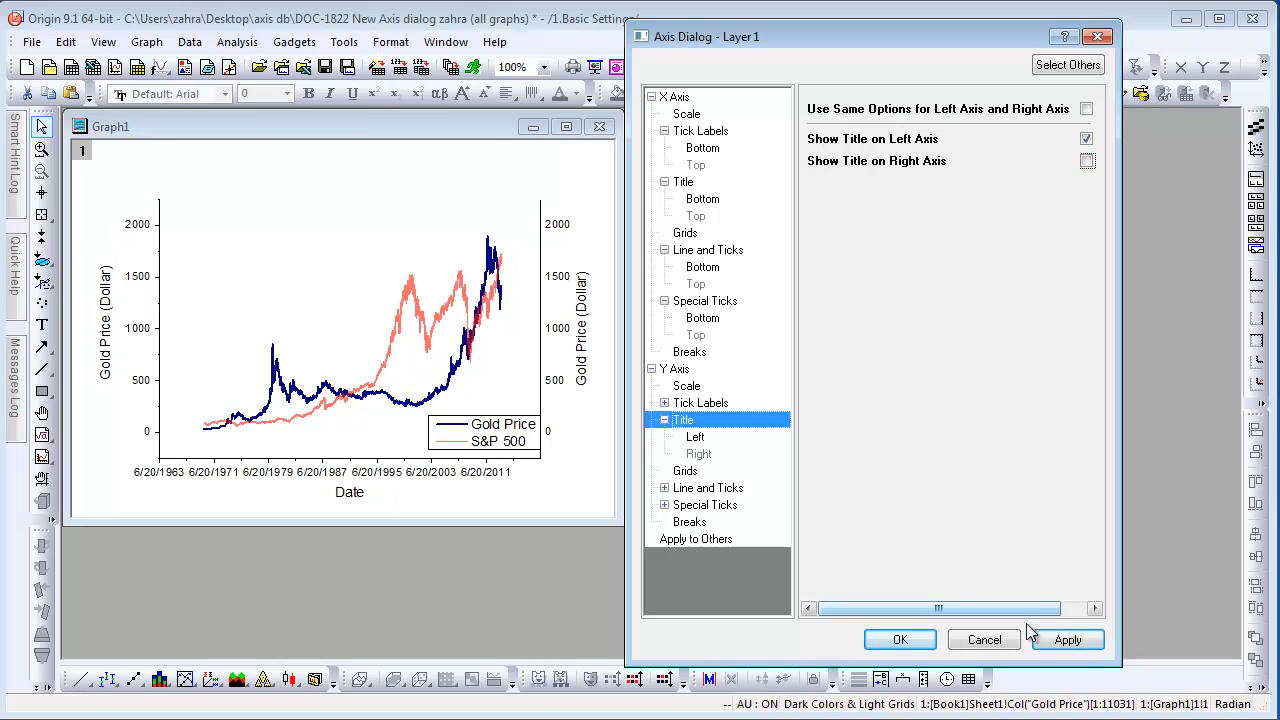 Origin 9.1 64-bit - C:\Users\zahra\Desktop\axis db\DOC-1822 New Axis dialog zahra (all graphs) * - /1.Basic Settings/
File Edit View Graph Data Analysis Gadgets Tools Format Window Help
100%
Default: Arial 0 B I U
X Y Z
Smart Hint Log
Quick Help
Messages Log
Graph1
1
2000
1500
1000
500
0
Gold Price (Dollar)
2000
1500
1000
500
0
Gold Price (Dollar)
Gold Price
S&P 500
6/20/1963 6/20/1971 6/20/1979 6/20/1987 6/20/1995 6/20/2003 6/20/2011
Date
Axis Dialog - Layer 1
Select Others
X Axis
Scale
Tick Labels
Bottom
Top
Title
Bottom
Top
Grids
Line and Ticks
Bottom
Top
Special Ticks
Bottom
Top
Breaks
Y Axis
Scale
Tick Labels
Title
Left
Right
Grids
Line and Ticks
Special Ticks
Breaks
Apply to Others
Use Same Options for Left Axis and Right Axis
Show Title on Left Axis
Show Title on Right Axis
OK Cancel Apply
-- AU : ON Dark Colors & Light Grids 1:[Book1]Sheet1!Col("Gold Price")[1:11031] 1:[Graph1]1!1 Radian